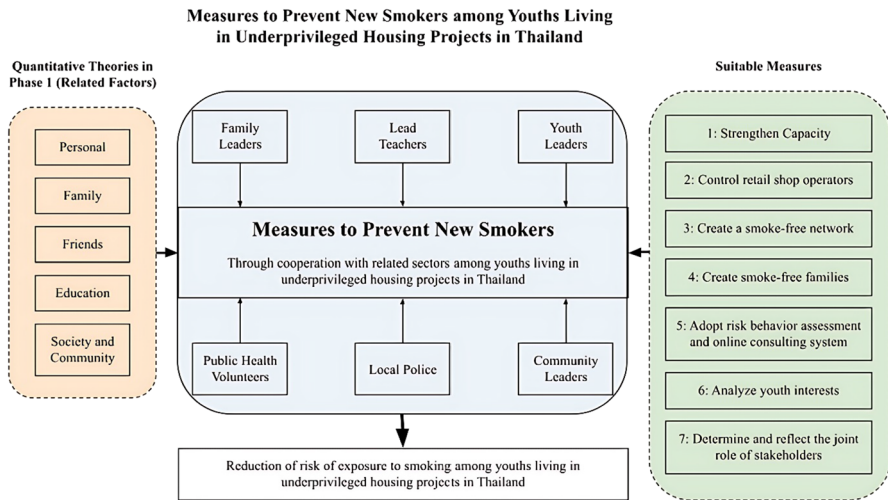 Measures to Prevent New Smokers among Youths Living
in Underprivileged Housing Projects in Thailand
Quantitative Theories in
Phase 1 (Related Factors)
Personal
Family
Friends
Education
Society and
Community
Family
Leaders
Lead
Teachers
Youth
Leaders
Measures to Prevent New Smokers
Through cooperation with related sectors among youths living in
underprivileged housing projects in Thailand
Public Health
Volunteers
Local Police
Community
Leaders
Reduction of risk of exposure to smoking among youths living in
underprivileged housing projects in Thailand
Suitable Measures
1: Strengthen Capacity
2: Control retail shop operators
3: Create a smoke-free network
4: Create smoke-free families
5: Adopt risk behavior assessment
and online consulting system
6: Analyze youth interests
7: Determine and reflect the joint
role of stakeholders